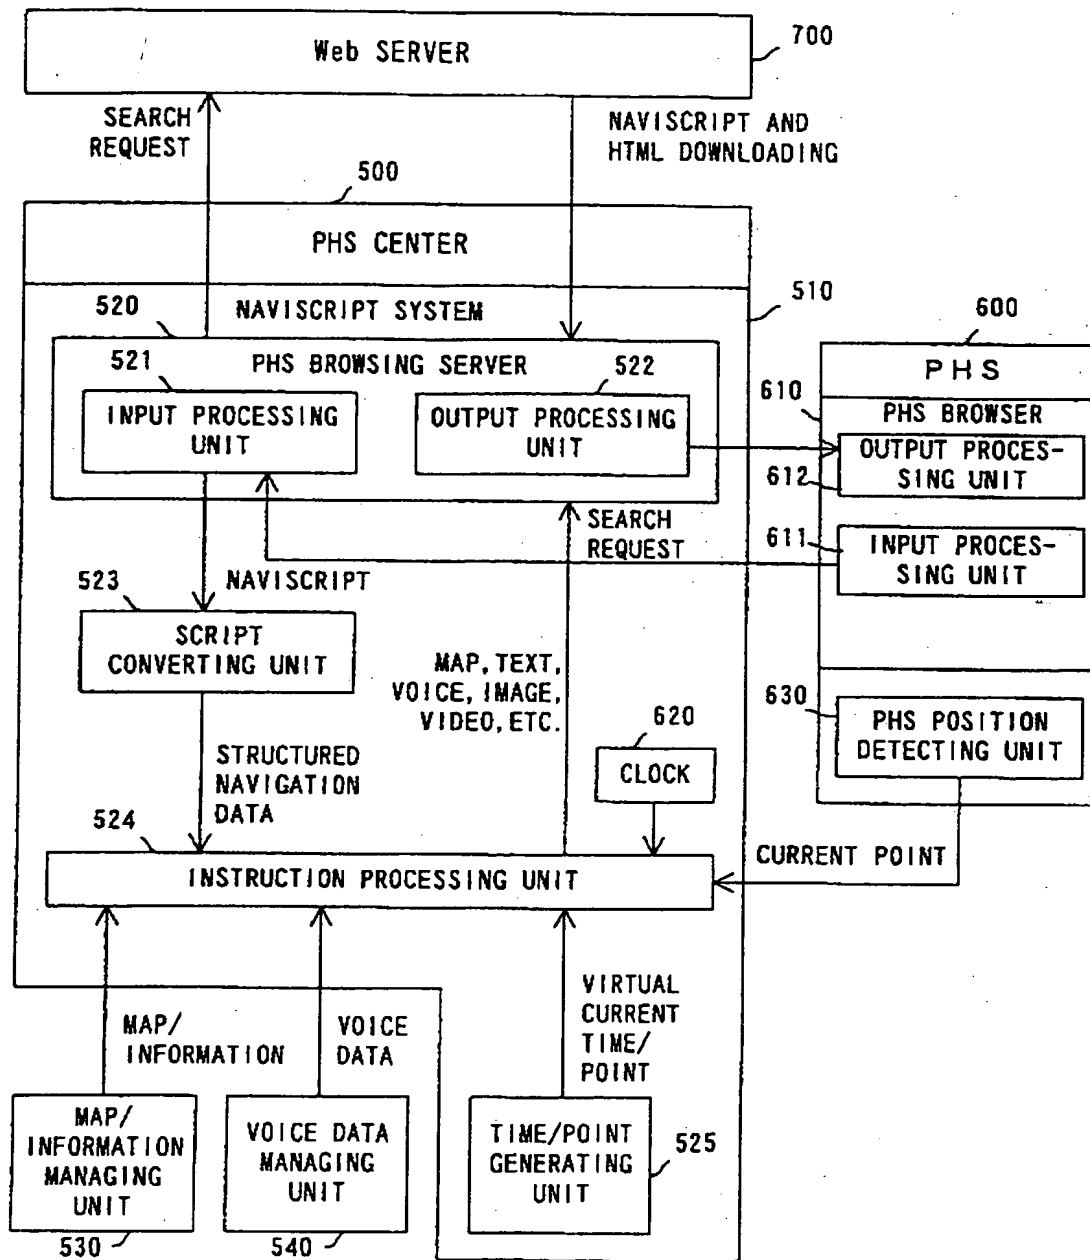 Web SERVER
700
SEARCH
REQUEST
NAVISCRIPT AND
HTML DOWNLOADING
500
PHS CENTER
510
520
NAVISCRIPT SYSTEM
PHS BROWSING SERVER
521
INPUT PROCESSING
UNIT
522
OUTPUT PROCESSING
UNIT
600
PHS
610
PHS BROWSER
OUTPUT PROCES-
SING UNIT
612
611
INPUT PROCES-
SING UNIT
SEARCH
REQUEST
NAVISCRIPT
523
SCRIPT
CONVERTING UNIT
MAP, TEXT,
VOICE, IMAGE,
VIDEO, ETC.
620
CLOCK
630
PHS POSITION
DETECTING UNIT
STRUCTURED
NAVIGATION
DATA
524
INSTRUCTION PROCESSING UNIT
CURRENT POINT
MAP/
INFORMATION
VOICE
DATA
VIRTUAL
CURRENT
TIME/
POINT
MAP/
INFORMATION
MANAGING
UNIT
530
VOICE DATA
MANAGING
UNIT
540
TIME/POINT
GENERATING
UNIT
525